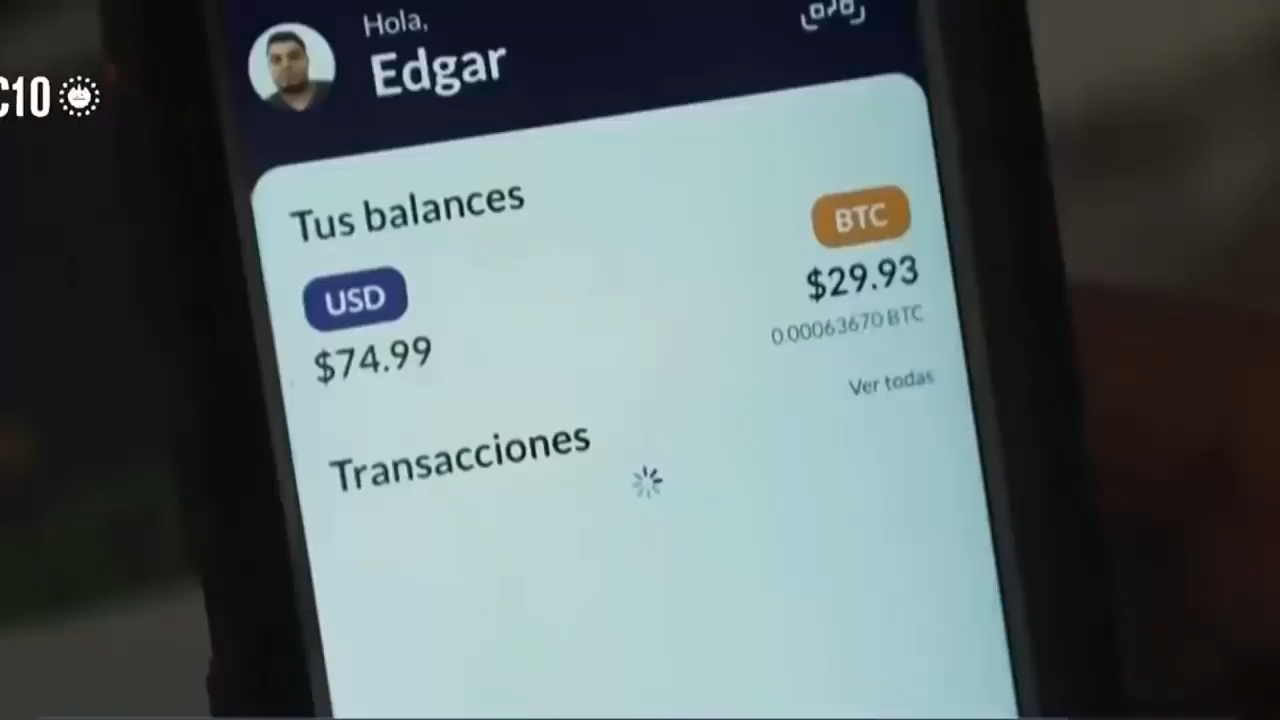 C10
Hola,
Edgar
Tus balances
USD
$74.99
BTC
$29.93
0.00063670 BTC
Ver todas
Transacciones